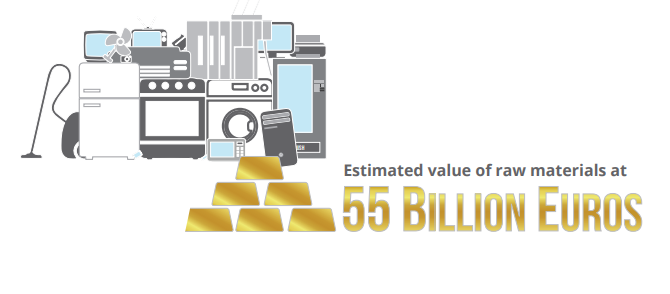 Estimated value of raw materials at
55 Billion Euros